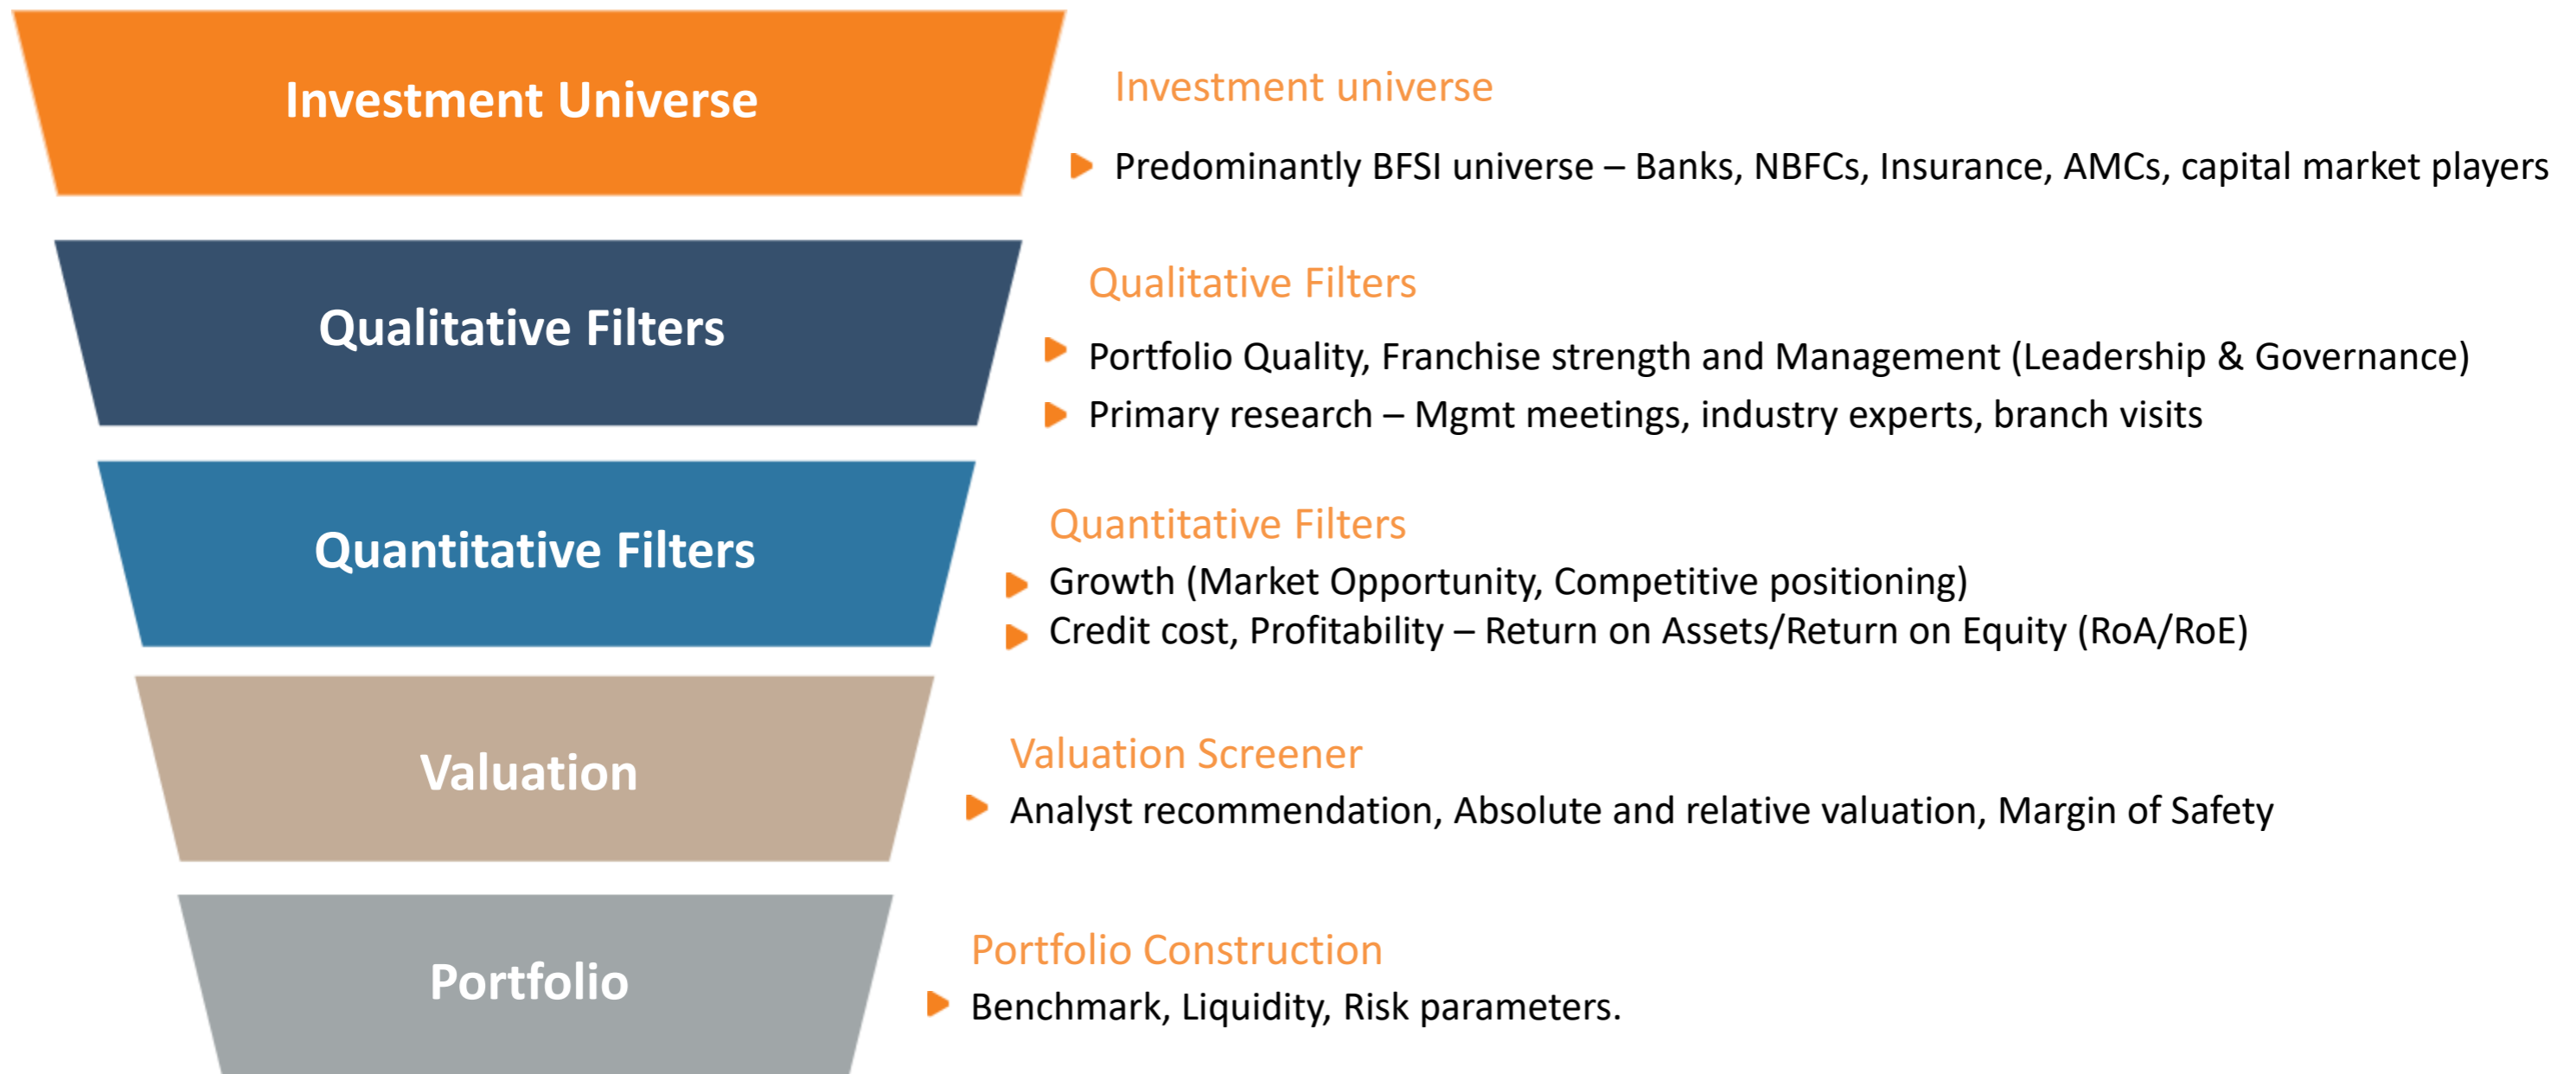 Investment Universe
Investment universe
Predominantly BFSI universe – Banks, NBFCs, Insurance, AMCs, capital market players
Qualitative Filters
Qualitative Filters
Portfolio Quality, Franchise strength and Management (Leadership & Governance)
Primary research – Mgmt meetings, industry experts, branch visits
Quantitative Filters
Quantitative Filters
Growth (Market Opportunity, Competitive positioning)
Credit cost, Profitability – Return on Assets/Return on Equity (RoA/RoE)
Valuation
Valuation Screener
Analyst recommendation, Absolute and relative valuation, Margin of Safety
Portfolio
Portfolio Construction
Benchmark, Liquidity, Risk parameters.